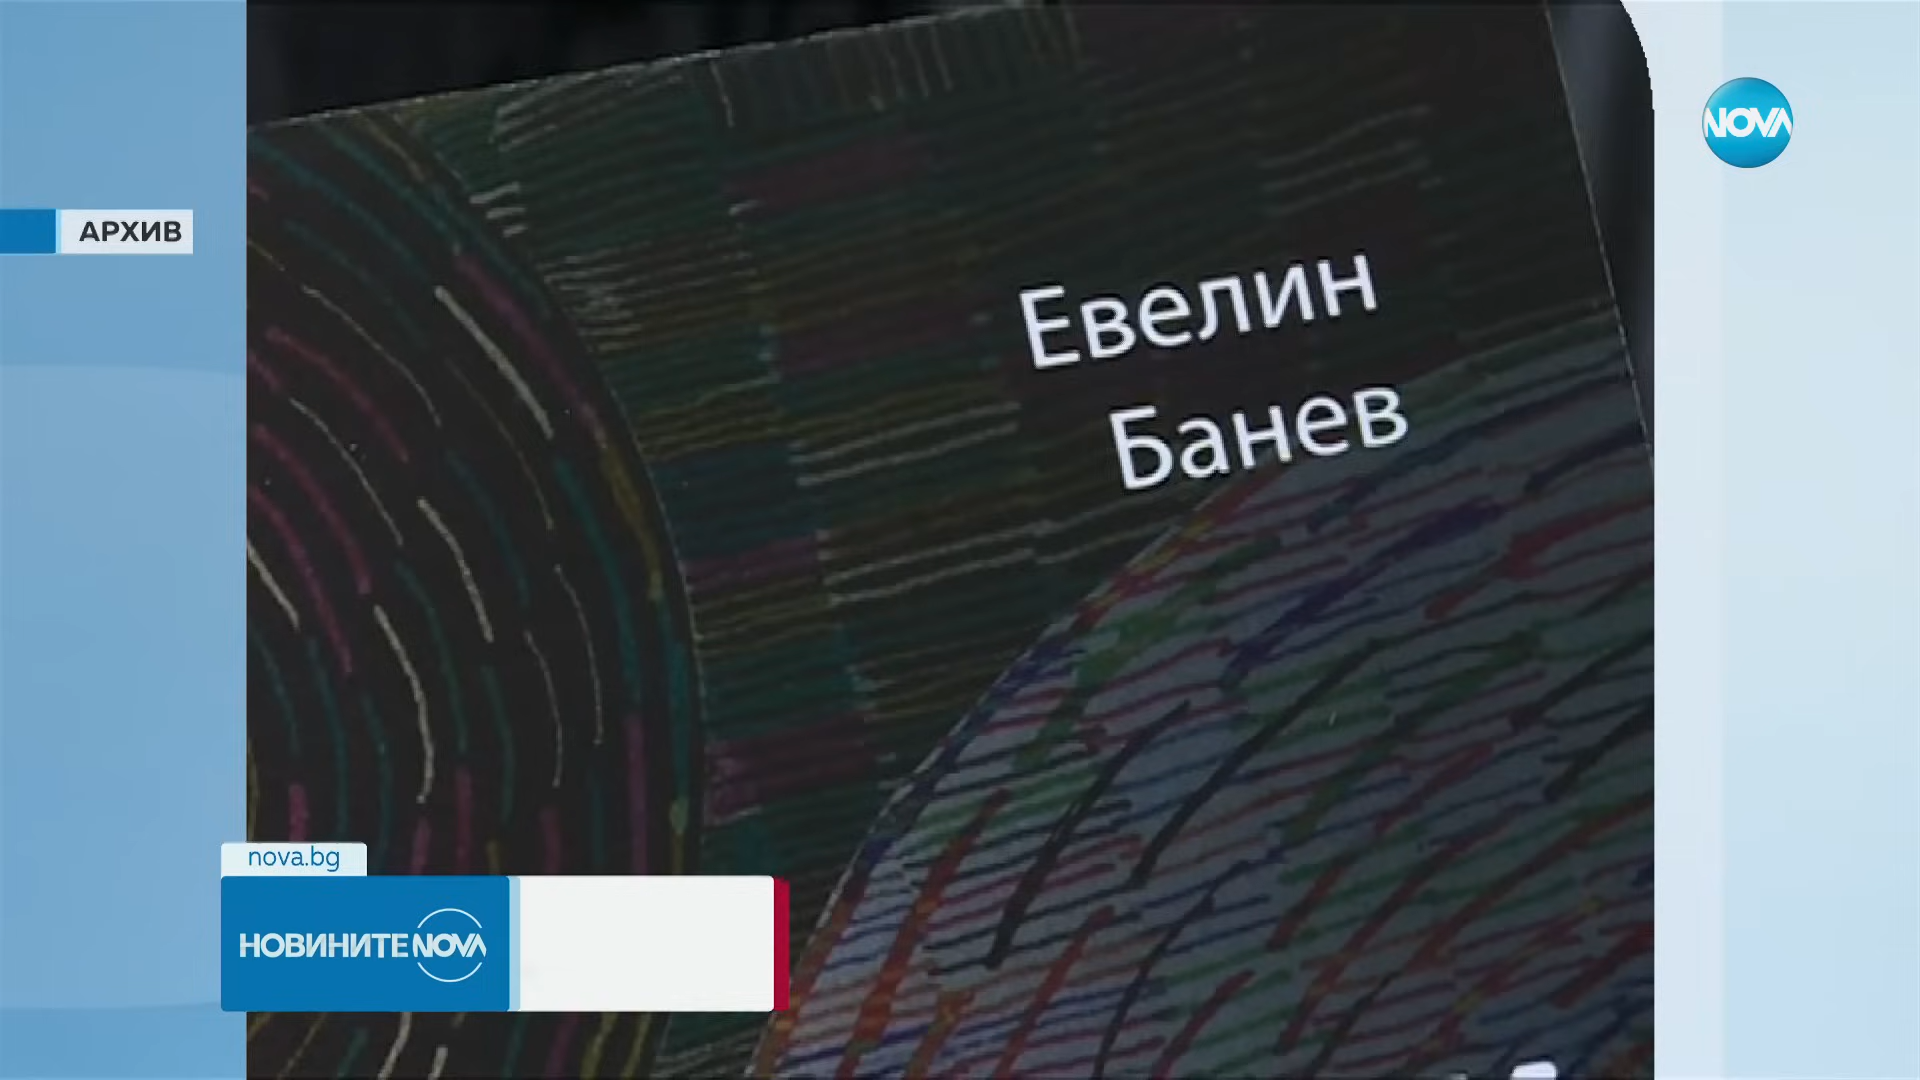 NOVA
АРХИВ
Евелин
Банев
nova.bg
НОВИНИТЕ NOVA